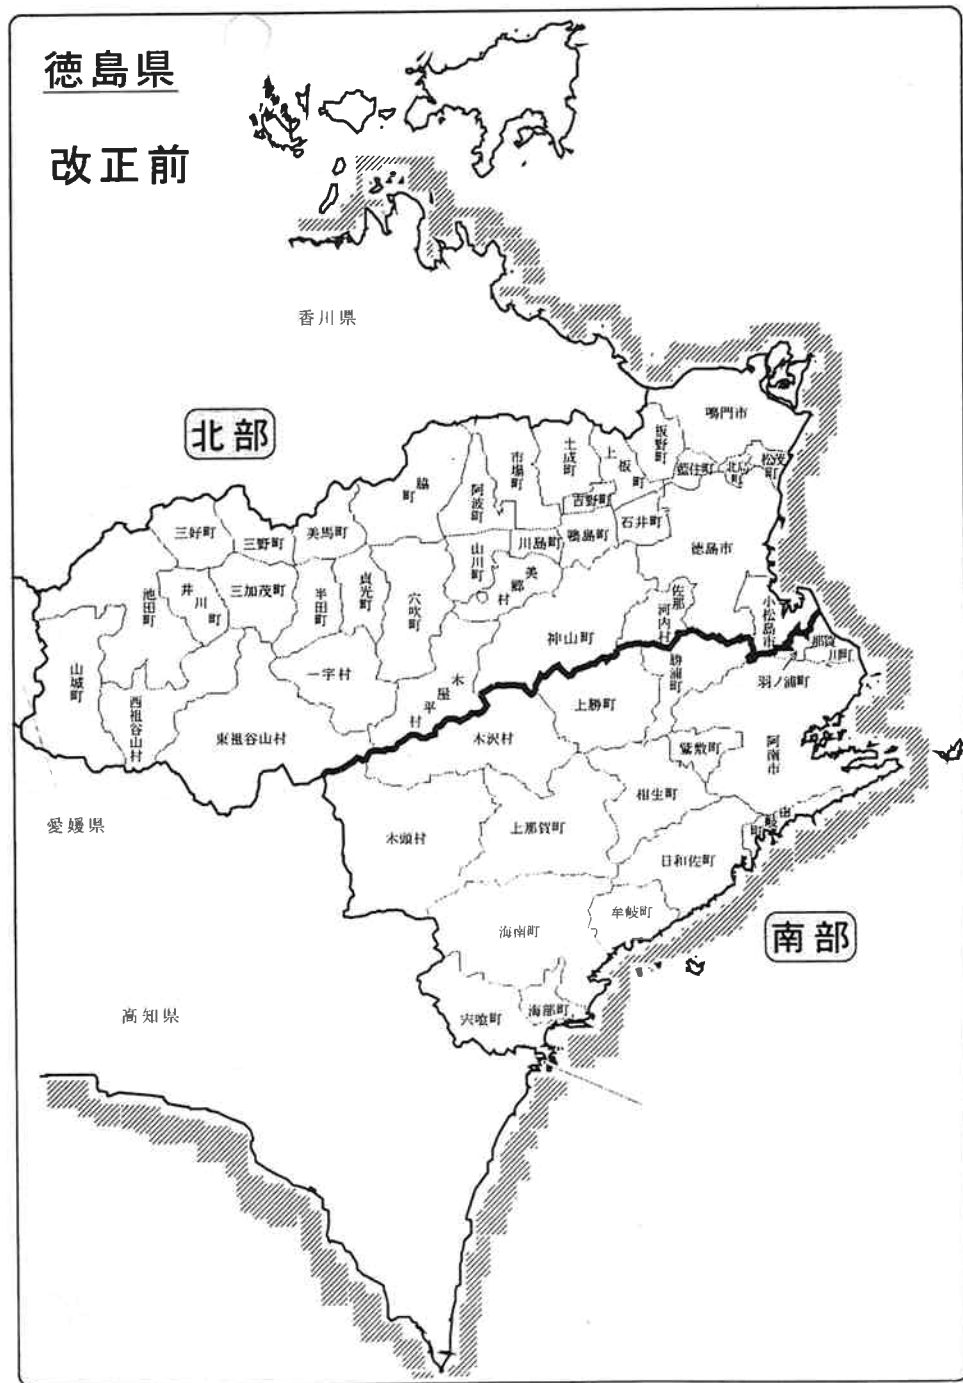 徳島県
改正前
香川県
北部
鳴門市
板野町
上板町
土成町
市場町
阿波町
脇町
藍住町
北島町
松茂町
吉野町
石井町
鴨島町
川島町
山川町
美郷村
徳島市
三好町
三野町
美馬町
池田町
井川町
三加茂町
半田町
貞光町
穴吹町
佐那河内村
小松島市
神山町
勝浦町
那賀川町
羽ノ浦町
山城町
西祖谷山村
東祖谷山村
一宇村
木屋平村
上勝町
木沢村
鷲敷町
阿南市
相生町
由岐町
愛媛県
木頭村
上那賀町
日和佐町
牟岐町
海南町
南部
高知県
宍喰町
海部町